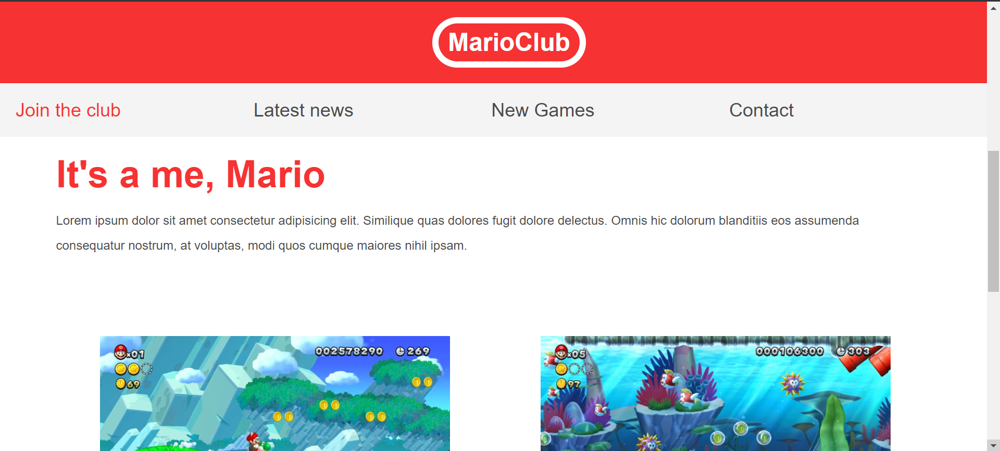 MarioClub
Join the club
Latest news
New Games
Contact
It's a me, Mario
Lorem ipsum dolor sit amet consectetur adipisicing elit. Similique quas dolores fugit dolore delectus. Omnis hic dolorum blanditiis eos assumenda
consequatur nostrum, at voluptas, modi quos cumque maiores nihil ipsam.
x01
002578290
269
69
x05
000106300
303
97